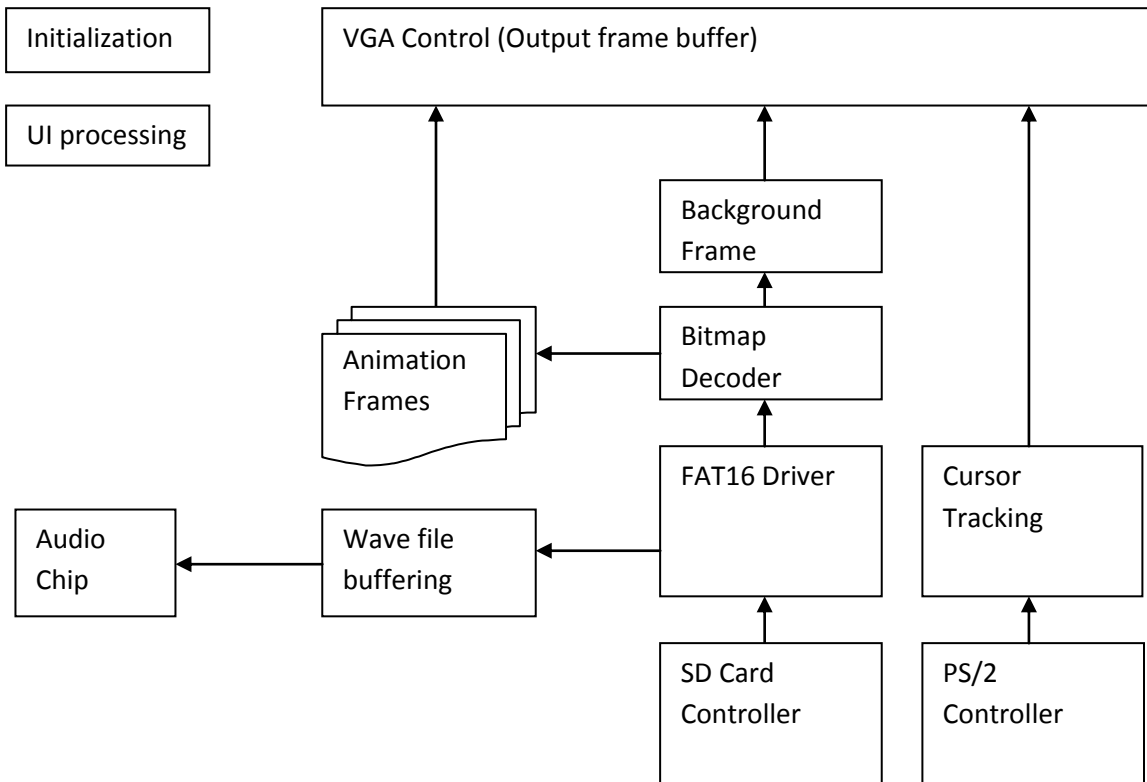 Initialization
VGA Control (Output frame buffer)
UI processing
Background
Frame
Animation
Frames
Bitmap
Decoder
FAT16 Driver
Cursor
Tracking
Audio
Chip
Wave file
buffering
SD Card
Controller
PS/2
Controller